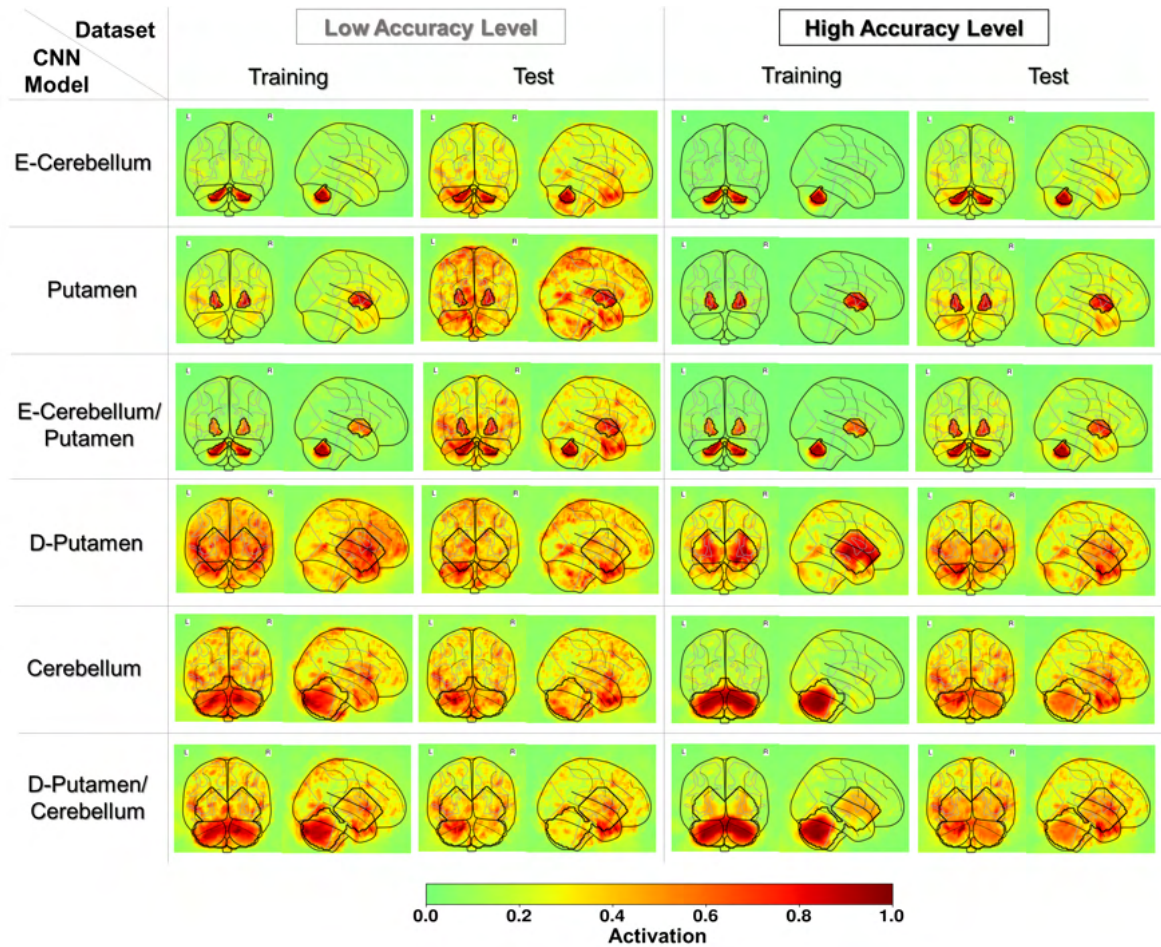 Dataset
CNN
Model
Low Accuracy Level
High Accuracy Level
Training
Test
Training
Test
E-Cerebellum
L R
L R
L R
L R
Putamen
L R
L R
L R
L R
E-Cerebellum/
Putamen
L R
L R
L R
L R
D-Putamen
L R
L R
L R
L R
Cerebellum
L R
L R
L R
L R
D-Putamen/
Cerebellum
L R
L R
L R
L R
0.0 0.2 0.4 0.6 0.8 1.0
Activation